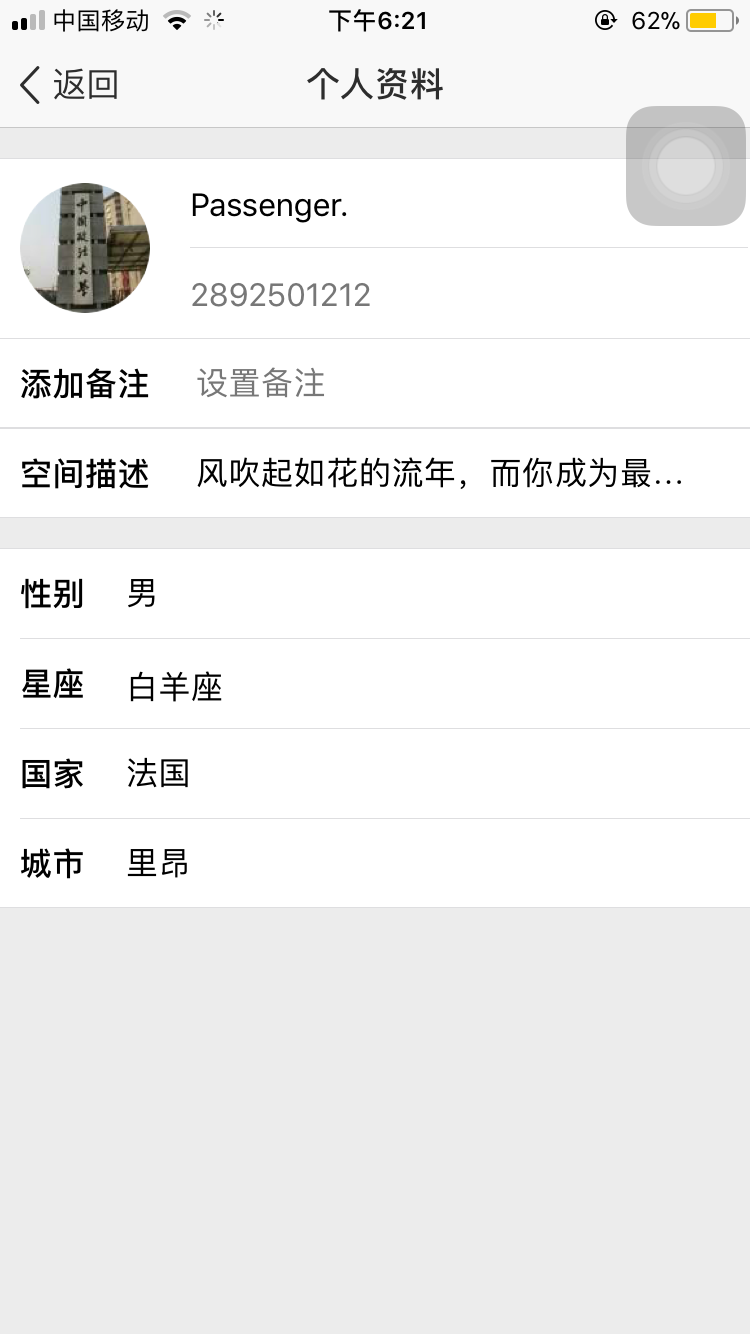 中国移动 下午6:21 62%
返回 个人资料
中国政法大学
Passenger.
2892501212
添加备注 设置备注
空间描述 风吹起如花的流年，而你成为最...
性别 男
星座 白羊座
国家 法国
城市 里昂